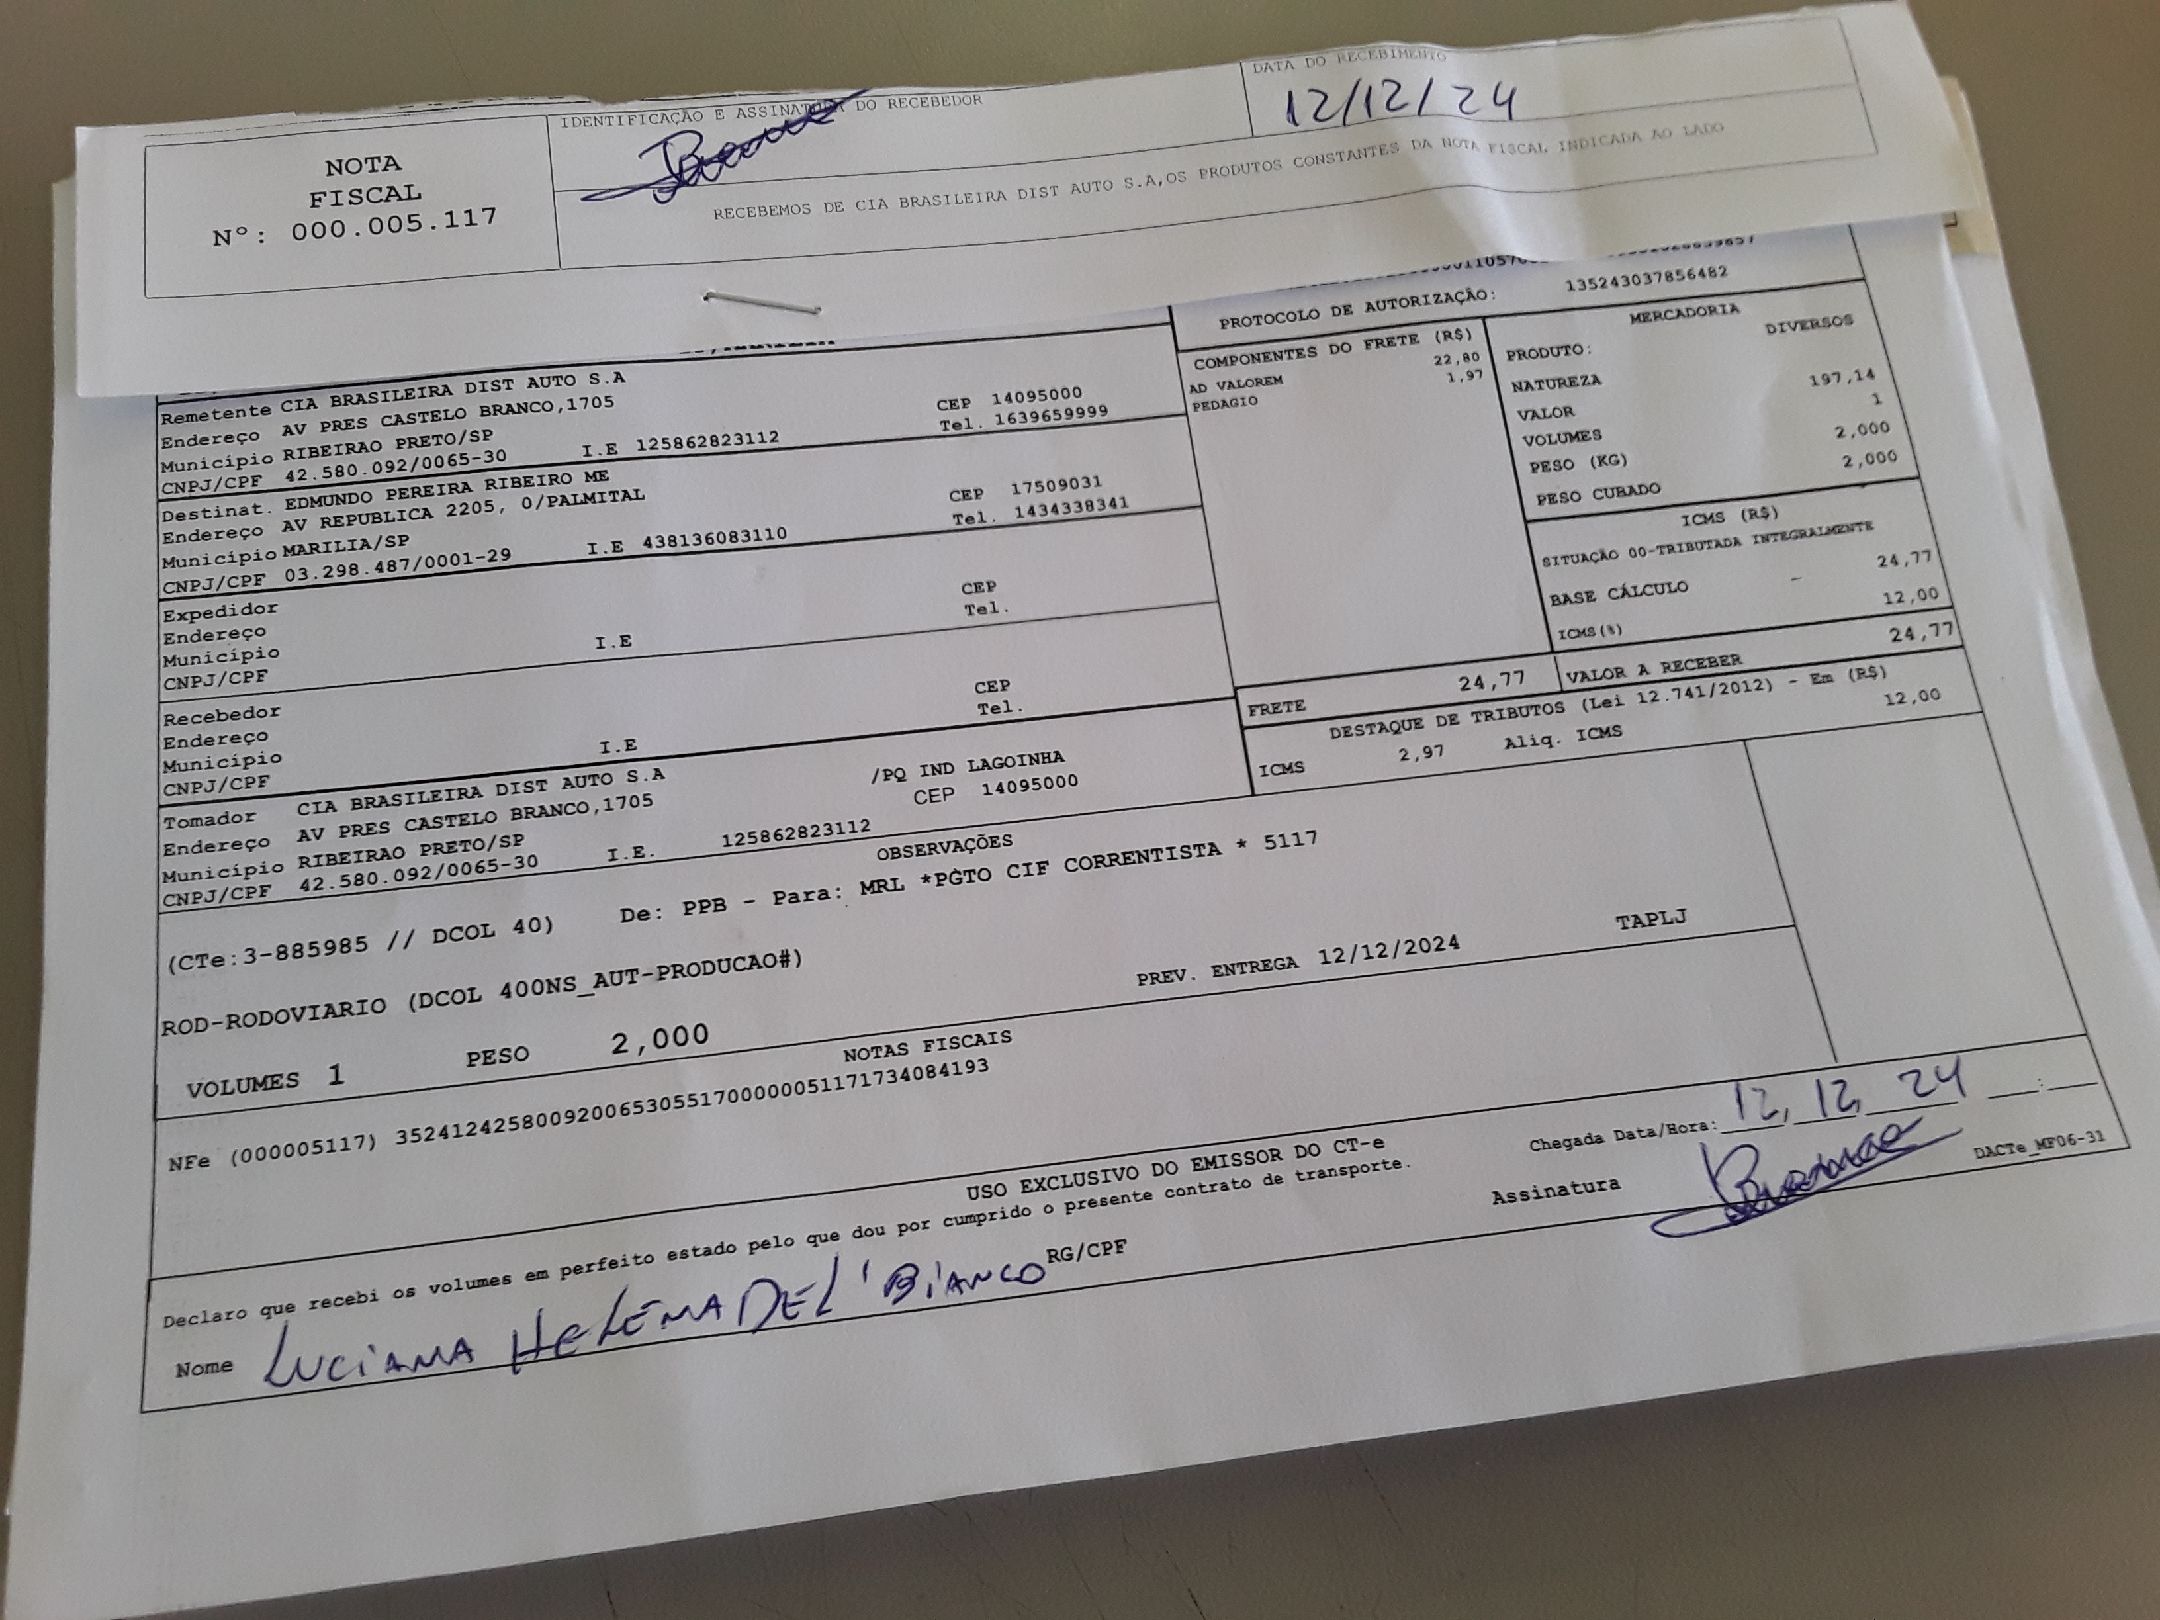 NOTA
FISCAL
Nº: 000.005.117
IDENTIFICAÇÃO E ASSINATURA DO RECEBEDOR
DATA DO RECEBIMENTO
12/12/24
RECEBEMOS DE CIA BRASILEIRA DIST AUTO S.A,OS PRODUTOS CONSTANTES DA NOTA FISCAL INDICADA AO LADO
PROTOCOLO DE AUTORIZAÇÃO: 135243037856482
Remetente CIA BRASILEIRA DIST AUTO S.A
Endereço AV PRES CASTELO BRANCO,1705 CEP 14095000
Município RIBEIRAO PRETO/SP Tel. 1639659999
CNPJ/CPF 42.580.092/0065-30 I.E 125862823112
Destinat. EDMUNDO PEREIRA RIBEIRO ME
Endereço AV REPUBLICA 2205, 0/PALMITAL CEP 17509031
Município MARILIA/SP Tel. 1434338341
CNPJ/CPF 03.298.487/0001-29 I.E 438136083110
Expedidor
Endereço CEP
Município Tel.
CNPJ/CPF I.E
Recebedor
Endereço CEP
Município Tel.
CNPJ/CPF I.E
Tomador CIA BRASILEIRA DIST AUTO S.A
Endereço AV PRES CASTELO BRANCO,1705 /PQ IND LAGOINHA
Município RIBEIRAO PRETO/SP CEP 14095000
CNPJ/CPF 42.580.092/0065-30 I.E. 125862823112
COMPONENTES DO FRETE (R$)
22,80
AD VALOREM 1,97
PEDAGIO
MERCADORIA
PRODUTO: DIVERSOS
NATUREZA
VALOR 197,14
VOLUMES 1
PESO (KG) 2,000
PESO CUBADO 2,000
ICMS (R$)
SITUAÇÃO 00-TRIBUTADA INTEGRALMENTE
BASE CÁLCULO 24,77
ICMS(%) 12,00
FRETE 24,77 VALOR A RECEBER 24,77
DESTAQUE DE TRIBUTOS (Lei 12.741/2012) - Em (R$)
ICMS 2,97 Aliq. ICMS 12,00
OBSERVAÇÕES
(CTe:3-885985 // DCOL 40) De: PPB - Para: MRL *PGTO CIF CORRENTISTA * 5117
ROD-RODOVIARIO (DCOL 400NS_AUT-PRODUCAO#)
PREV. ENTREGA 12/12/2024 TAPLJ
VOLUMES 1 PESO 2,000
NOTAS FISCAIS
NFe (000005117) 35241242580092006530551700000051171734084193
USO EXCLUSIVO DO EMISSOR DO CT-e
Declaro que recebi os volumes em perfeito estado pelo que dou por cumprido o presente contrato de transporte.
Chegada Data/Hora: 12, 12, 24
Nome LUCIANA HELENA DEL'BIANCO RG/CPF
Assinatura
DACTe_MF06-31